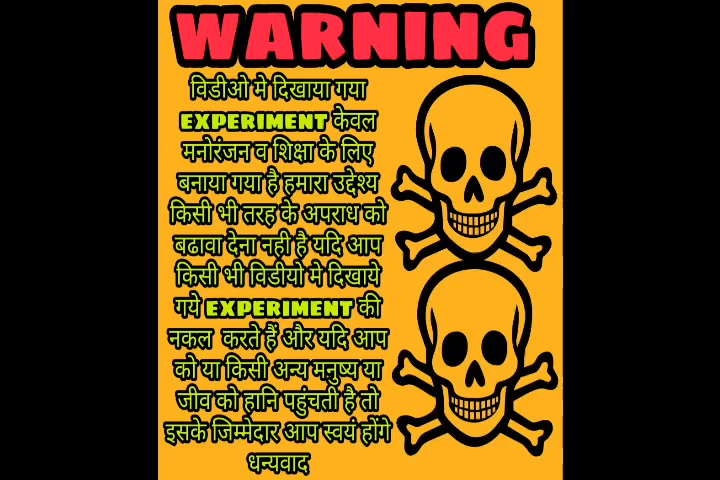 WARNING
विडीओ मे दिखाया गया
EXPERIMENT केवल
मनोरंजन व शिक्षा के लिए
बनाया गया है हमारा उद्देश्य
किसी भी तरह के अपराध को
बढावा देना नही है यदि आप
किसी भी विडीयो मे दिखाये
गये EXPERIMENT की
नकल करते हैं और यदि आप
को या किसी अन्य मनुष्य या
जीव को हानि पहुंचती है तो
इसके जिम्मेदार आप स्वयं होंगे
धन्यवाद